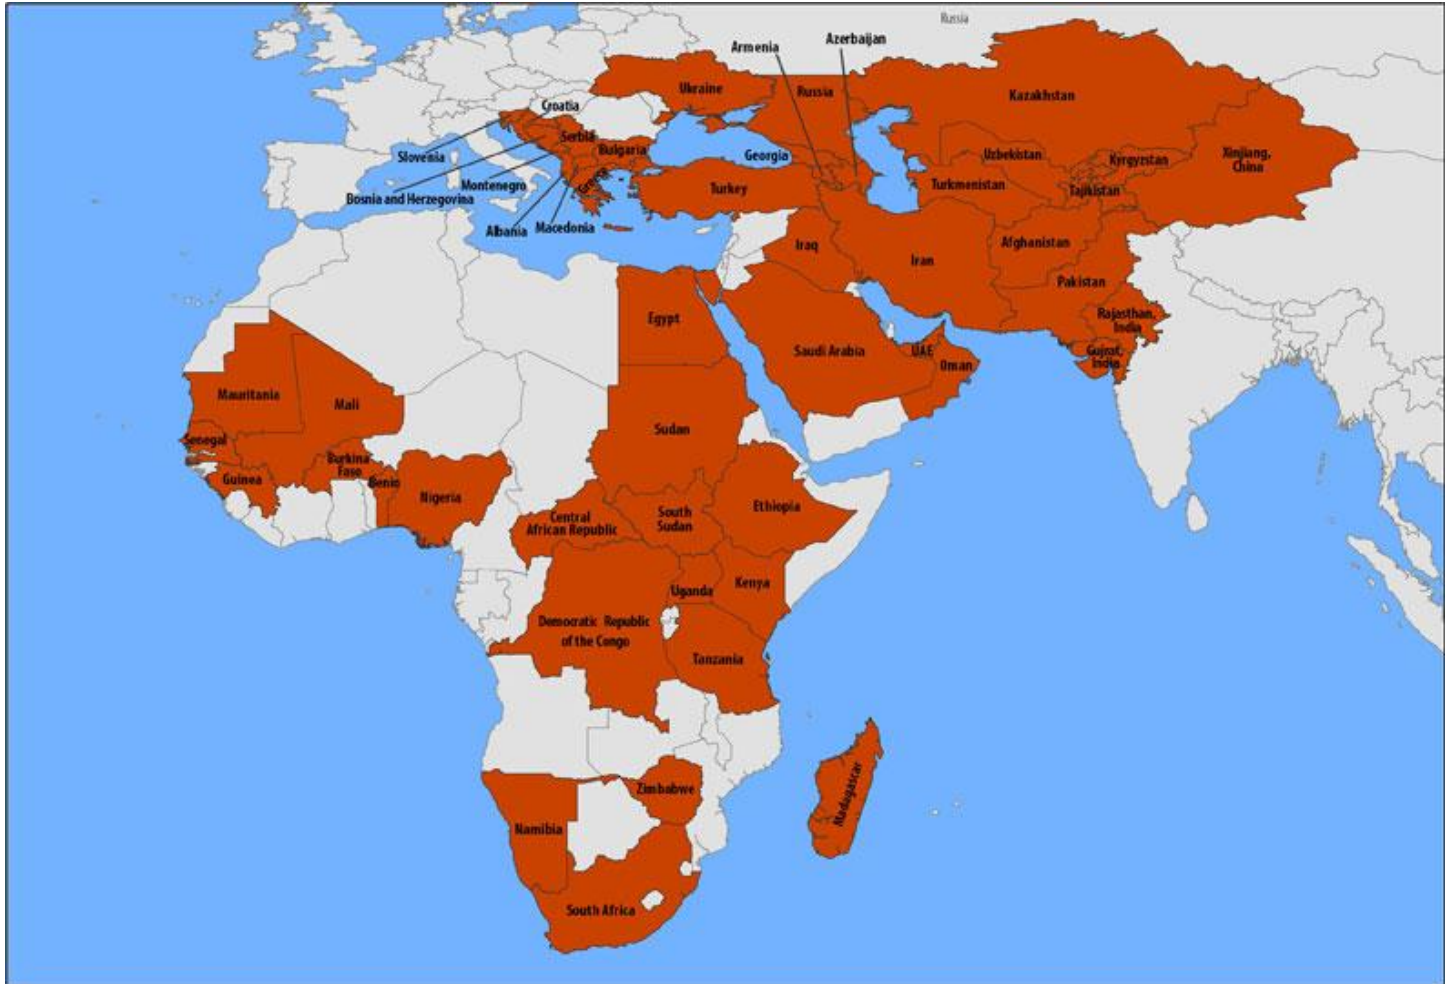 Russia
Azerbaijan
Armenia
Ukraine
Russia
Kazakhstan
Croatia
Serbia
Bulgaria
Slovenia
Georgia
Uzbekistan
Kyrgyzstan
Xinjiang,
China
Montenegro
Greece
Turkey
Turkmenistan
Tajikistan
Bosnia and Herzegovina
Albania
Macedonia
Iraq
Afghanistan
Iran
Pakistan
Egypt
Rajasthan,
India
Saudi Arabia
UAE
Gujrat,
India
Oman
Mauritania
Mali
Sudan
Senegal
Burkina
Faso
Guinea
Benin
Nigeria
Central
African Republic
South
Sudan
Ethiopia
Uganda
Kenya
Democratic Republic
of the Congo
Tanzania
Zimbabwe
Madagascar
Namibia
South Africa